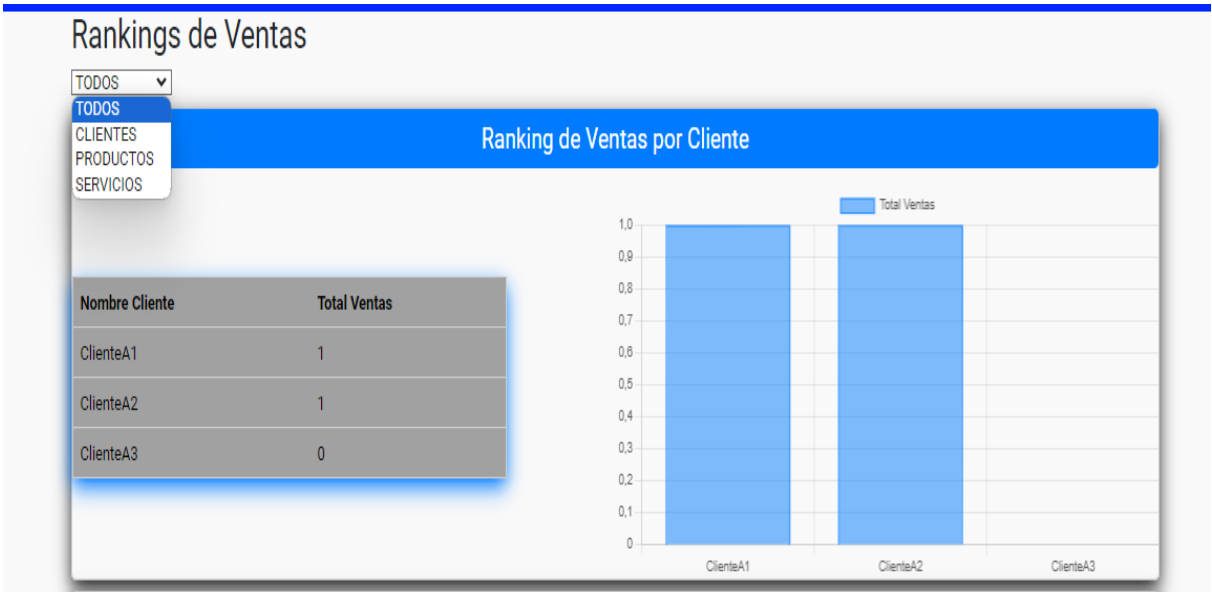 Rankings de Ventas
TODOS
TODOS
CLIENTES
PRODUCTOS
SERVICIOS
Ranking de Ventas por Cliente
Nombre Cliente Total Ventas
ClienteA1 1
ClienteA2 1
ClienteA3 0
Total Ventas
1,0
0,9
0,8
0,7
0,6
0,5
0,4
0,3
0,2
0,1
0
ClienteA1 ClienteA2 ClienteA3